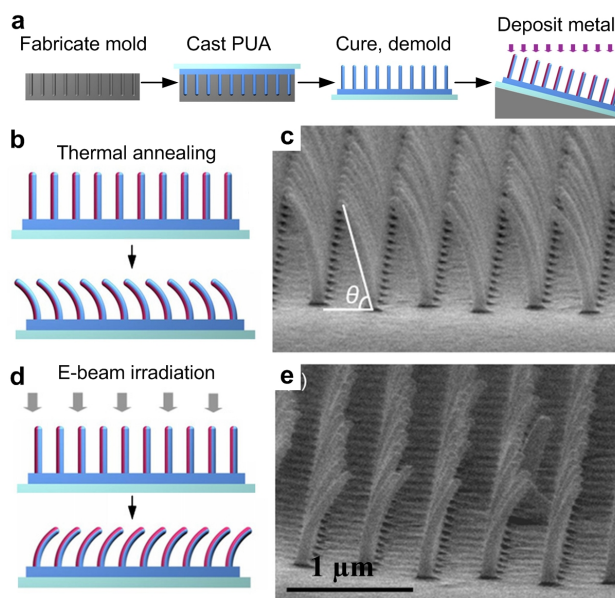 a
Fabricate mold
Cast PUA
Cure, demold
Deposit metal
b
Thermal annealing
c
θ
d
E-beam irradiation
e
)
1 μm